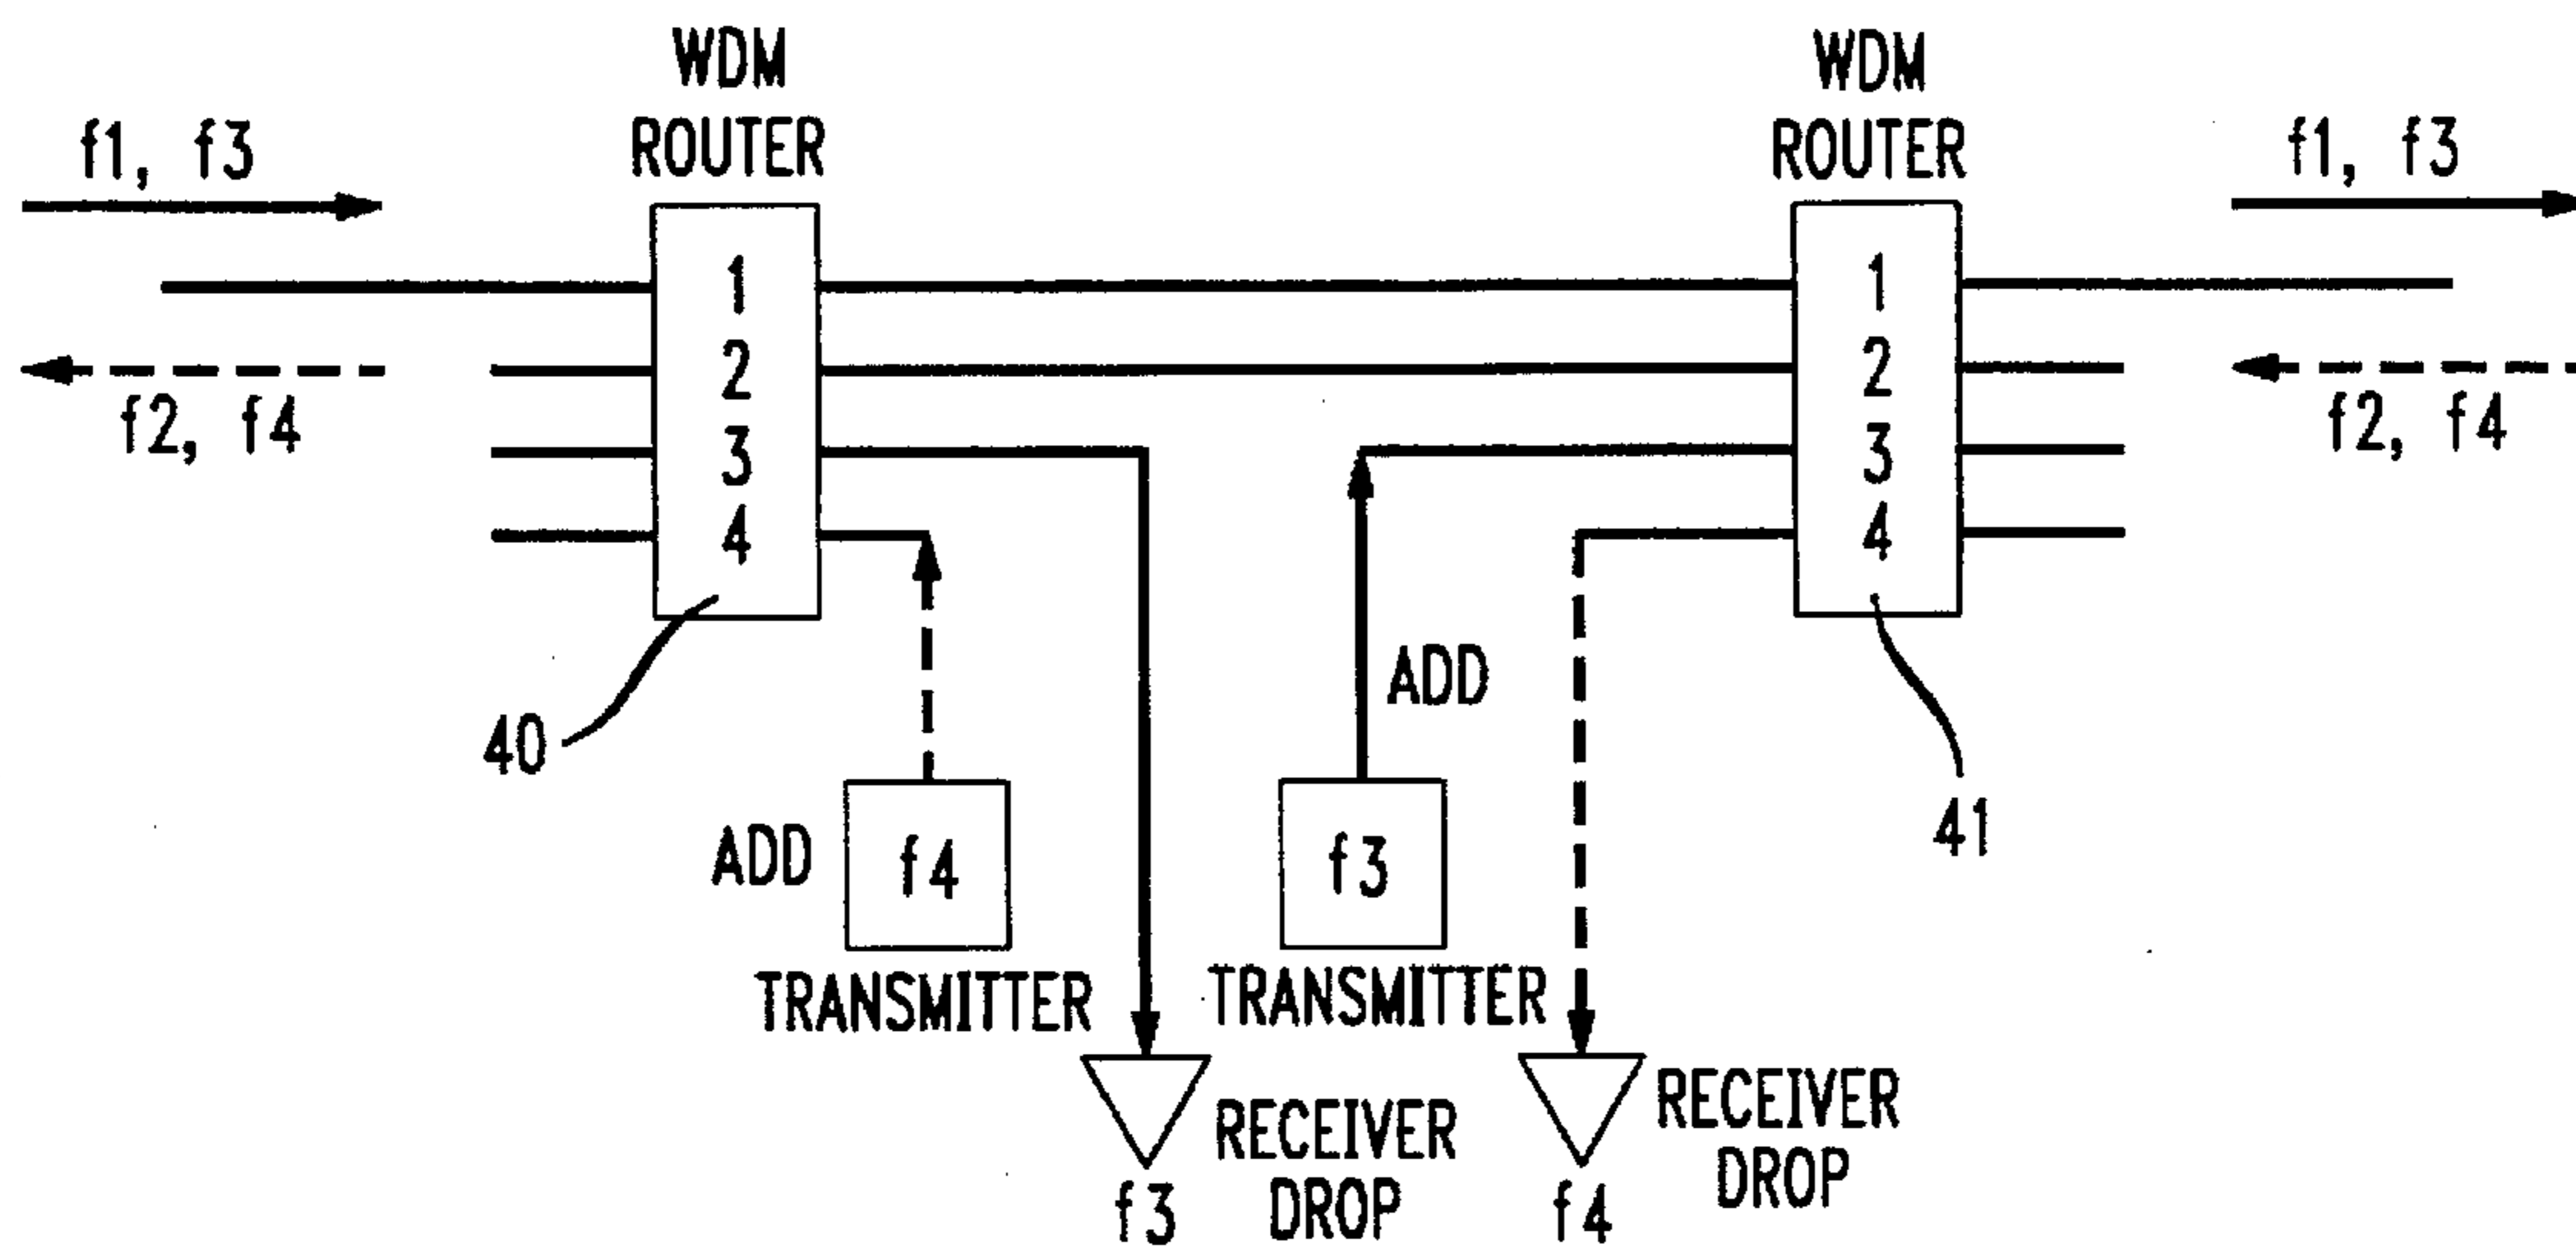 WDM
ROUTER
WDM
ROUTER
f1, f3
f1, f3
1
2
3
4
1
2
3
4
f2, f4
f2, f4
40
41
ADD
ADD
f4
f3
TRANSMITTER
TRANSMITTER
RECEIVER
DROP
RECEIVER
DROP
f3
f4